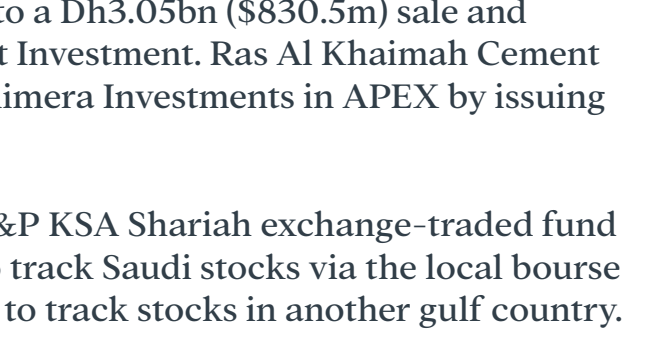 to a Dh3.05bn ($830.5m) sale and
t Investment. Ras Al Khaimah Cement
imera Investments in APEX by issuing
&P KSA Shariah exchange-traded fund
track Saudi stocks via the local bourse
to track stocks in another gulf country.